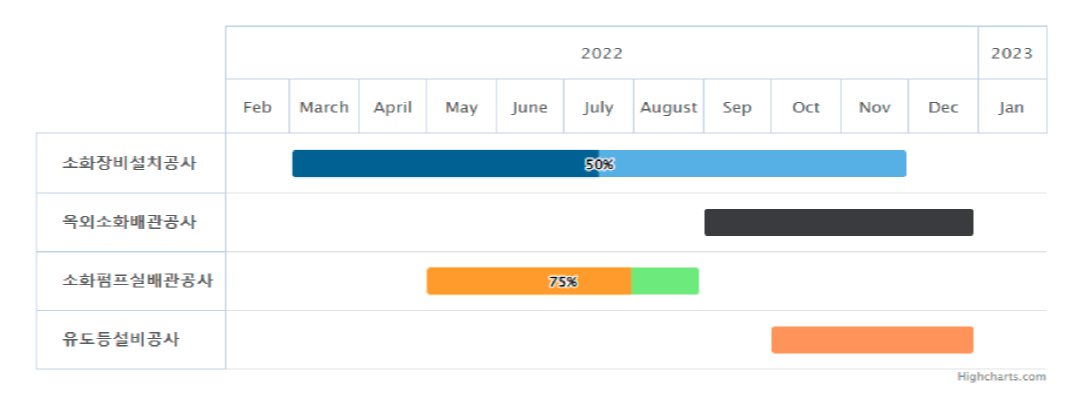 2022 2023
Feb March April May June July August Sep Oct Nov Dec Jan
소화장비설치공사 50%
옥외소화배관공사
소화펌프실배관공사 75%
유도등설비공사
Highcharts.com